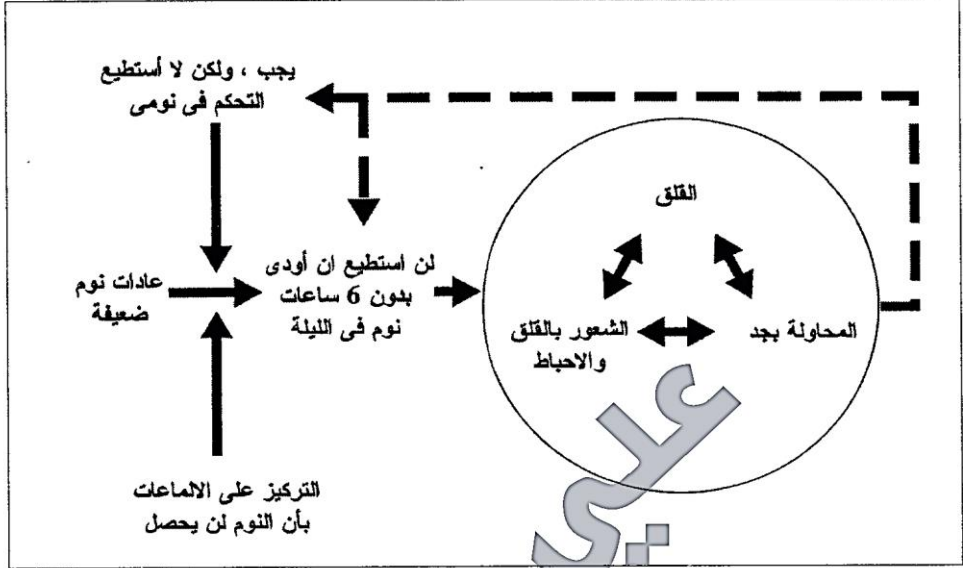 يجب ، ولكن لا أستطيع
التحكم فى نومى
القلق
عادات نوم
ضعيفة
لن استطيع ان أودى
بدون 6 ساعات
نوم فى الليلة
الشعور بالقلق
والاحباط
المحاولة بجد
التركيز على الالماعات
بأن النوم لن يحصل
علي